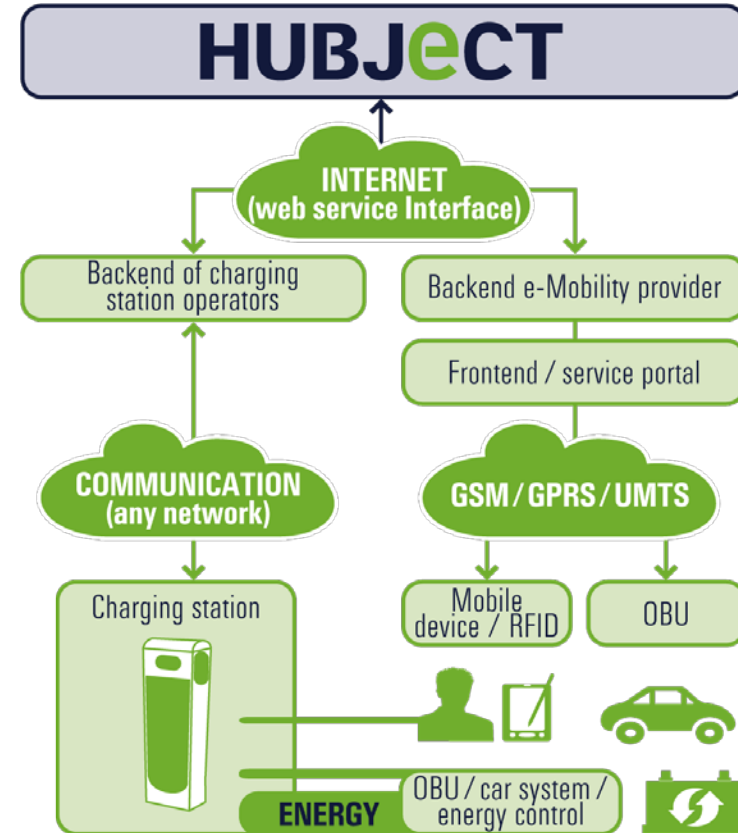 HUBJeCT
INTERNET
(web service Interface)
Backend of charging
station operators
Backend e-Mobility provider
Frontend / service portal
COMMUNICATION
(any network)
GSM / GPRS / UMTS
Charging station
Mobile
device / RFID
OBU
ENERGY
OBU / car system /
energy control